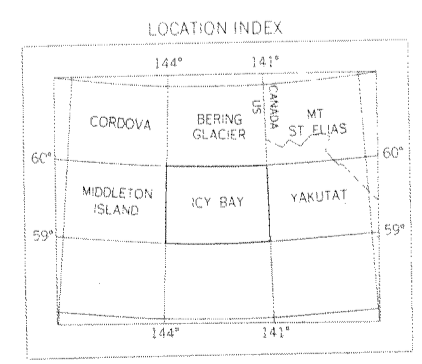 LOCATION INDEX
144° 141°
CANADA
US
CORDOVA
BERING
GLACIER
MT
ST ELIAS
60° 60°
MIDDLETON
ISLAND
ICY BAY
YAKUTAT
59° 59°
144° 141°